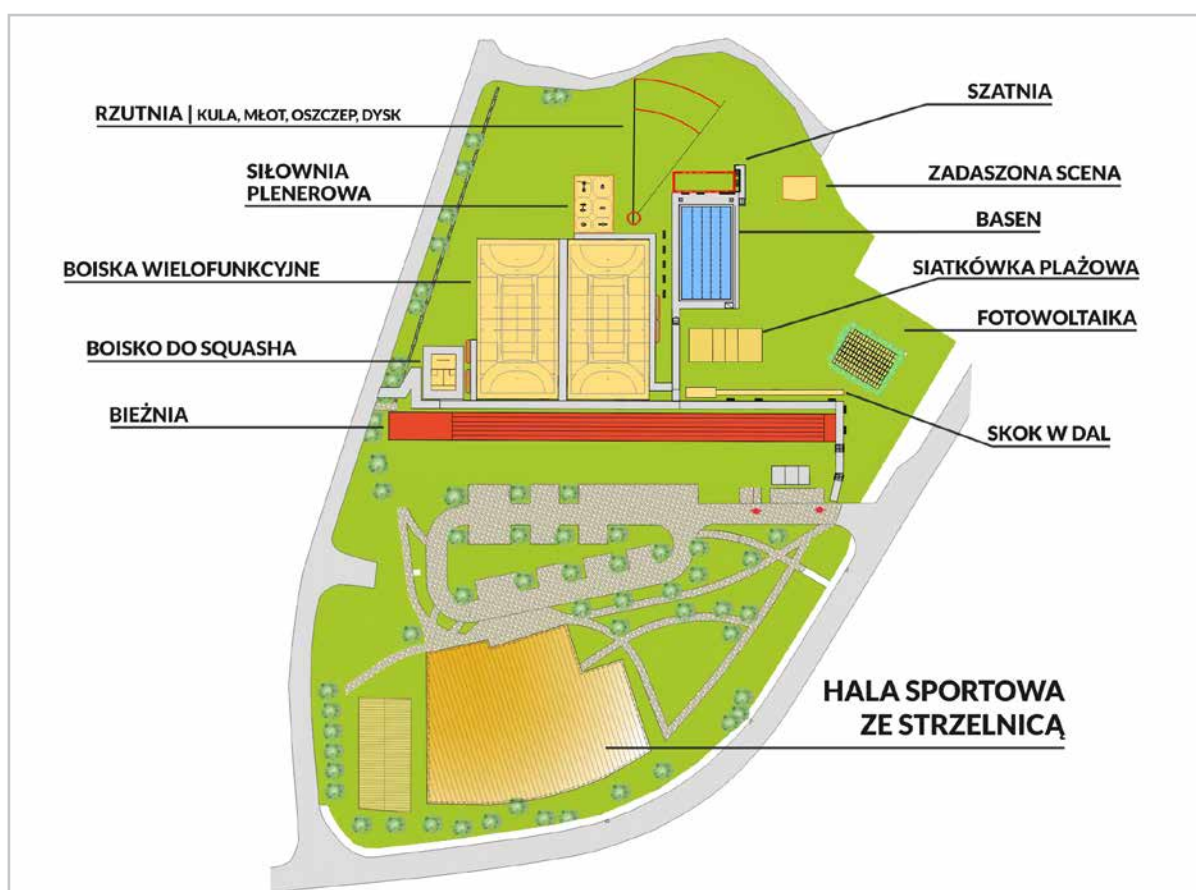 RZUTNIA | KULA, MŁOT, OSZCZEP, DYSK
SIŁOWNIA
PLENEROWA
BOISKA WIELOFUNKCYJNE
BOISKO DO SQUASHA
BIEŻNIA
SZATNIA
ZADASZONA SCENA
BASEN
SIATKÓWKA PLAŻOWA
FOTOWOLTAIKA
SKOK W DAL
HALA SPORTOWA
ZE STRZELNICĄ